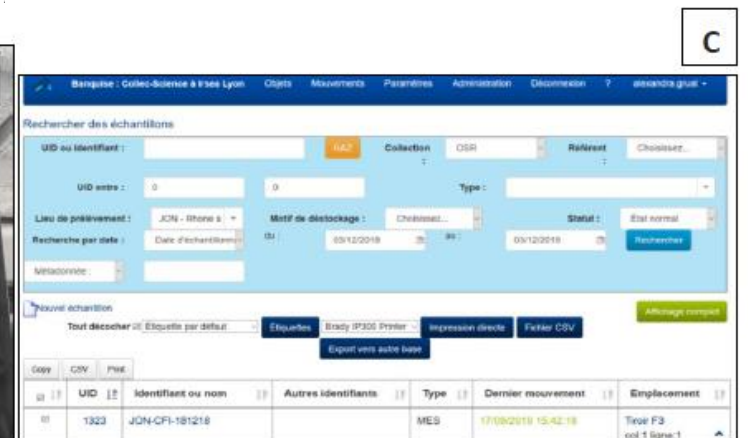 C
Banquise : Collec-Science à Irstea Lyon Objets Mouvements Paramètres Administration Déconnexion ? alexandra.gruat
Rechercher des échantillons
UID ou identifiant : RAZ Collection : OSR Référent : Choisissez...
UID entre : 0 0 Type :
Lieu de prélèvement : JON - Rhone à Motif de déstockage : Choisissez... Statut : Etat normal
Recherche par date : Date d'échantillonn du : 03/12/2019 au : 03/12/2019 Rechercher
Métadonnée :
Nouvel échantillon Affichage complet
Tout décocher Etiquette par défaut Étiquettes Brady IP300 Printer Impression directe Fichier CSV
Export vers autre base
Copy CSV Print
UID Identifiant ou nom Autres identifiants Type Dernier mouvement Emplacement
1323 JON-CFI-181218 MES 17/09/2019 15:42:18 Tiroir F3
col:1 ligne:1